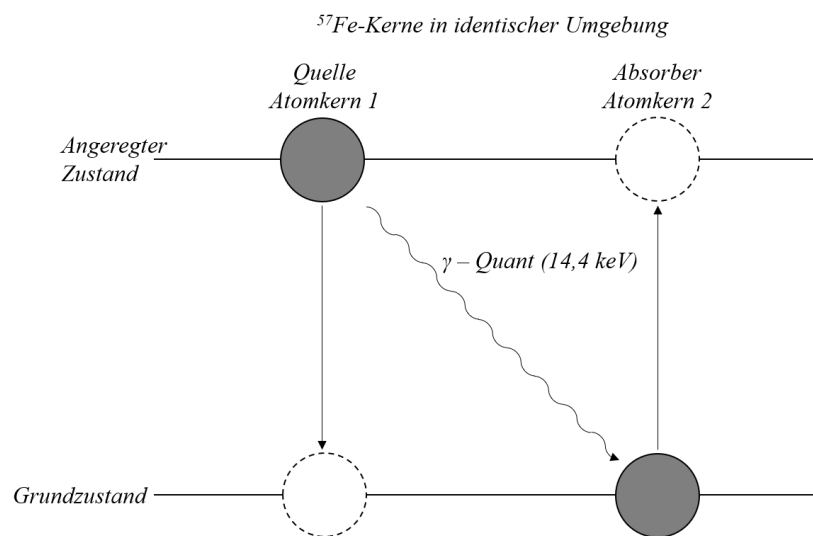 ⁵⁷Fe-Kerne in identischer Umgebung
Quelle
Atomkern 1
Absorber
Atomkern 2
Angeregter
Zustand
γ – Quant (14,4 keV)
Grundzustand